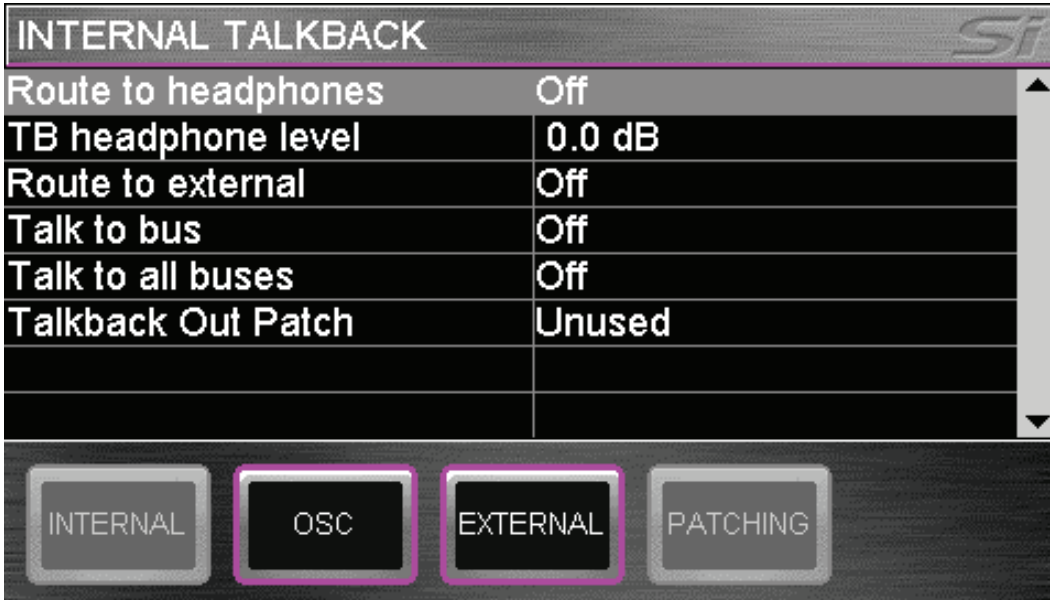 INTERNAL TALKBACK Si
Route to headphones Off
TB headphone level 0.0 dB
Route to external Off
Talk to bus Off
Talk to all buses Off
Talkback Out Patch Unused
INTERNAL OSC EXTERNAL PATCHING